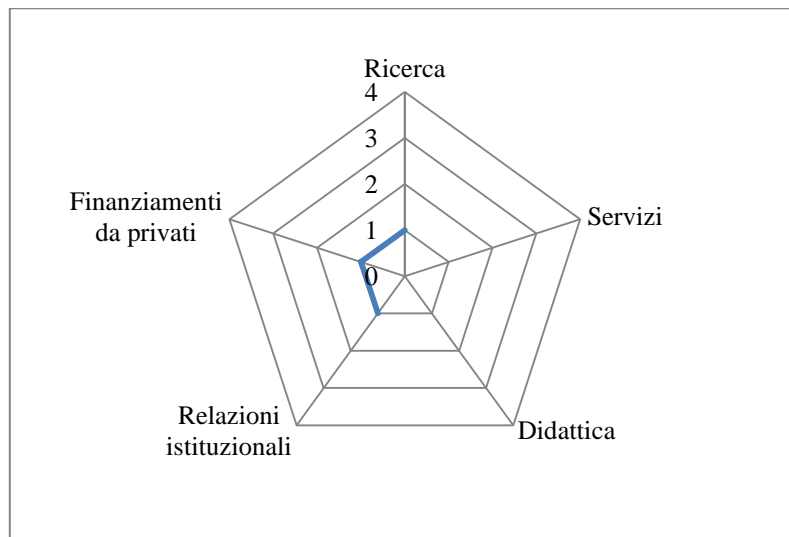 Ricerca
4
3
2
1
0
Servizi
Didattica
Relazioni
istituzionali
Finanziamenti
da privati